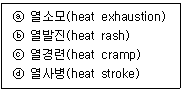 ⓐ 열소모(heat exhaustion)
ⓑ 열발진(heat rash)
ⓒ 열경련(heat cramp)
ⓓ 열사병(heat stroke)